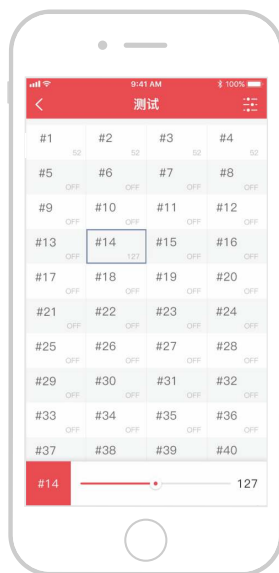 9:41 AM 100%
测试
#1 #2 #3 #4
52 52 52 52
#5 #6 #7 #8
OFF OFF OFF OFF
#9 #10 #11 #12
OFF OFF OFF OFF
#13 #14 #15 #16
OFF 127 OFF OFF
#17 #18 #19 #20
OFF OFF OFF OFF
#21 #22 #23 #24
OFF OFF OFF OFF
#25 #26 #27 #28
OFF OFF OFF OFF
#29 #30 #31 #32
OFF OFF OFF OFF
#33 #34 #35 #36
OFF OFF OFF OFF
#37 #38 #39 #40
#14 127